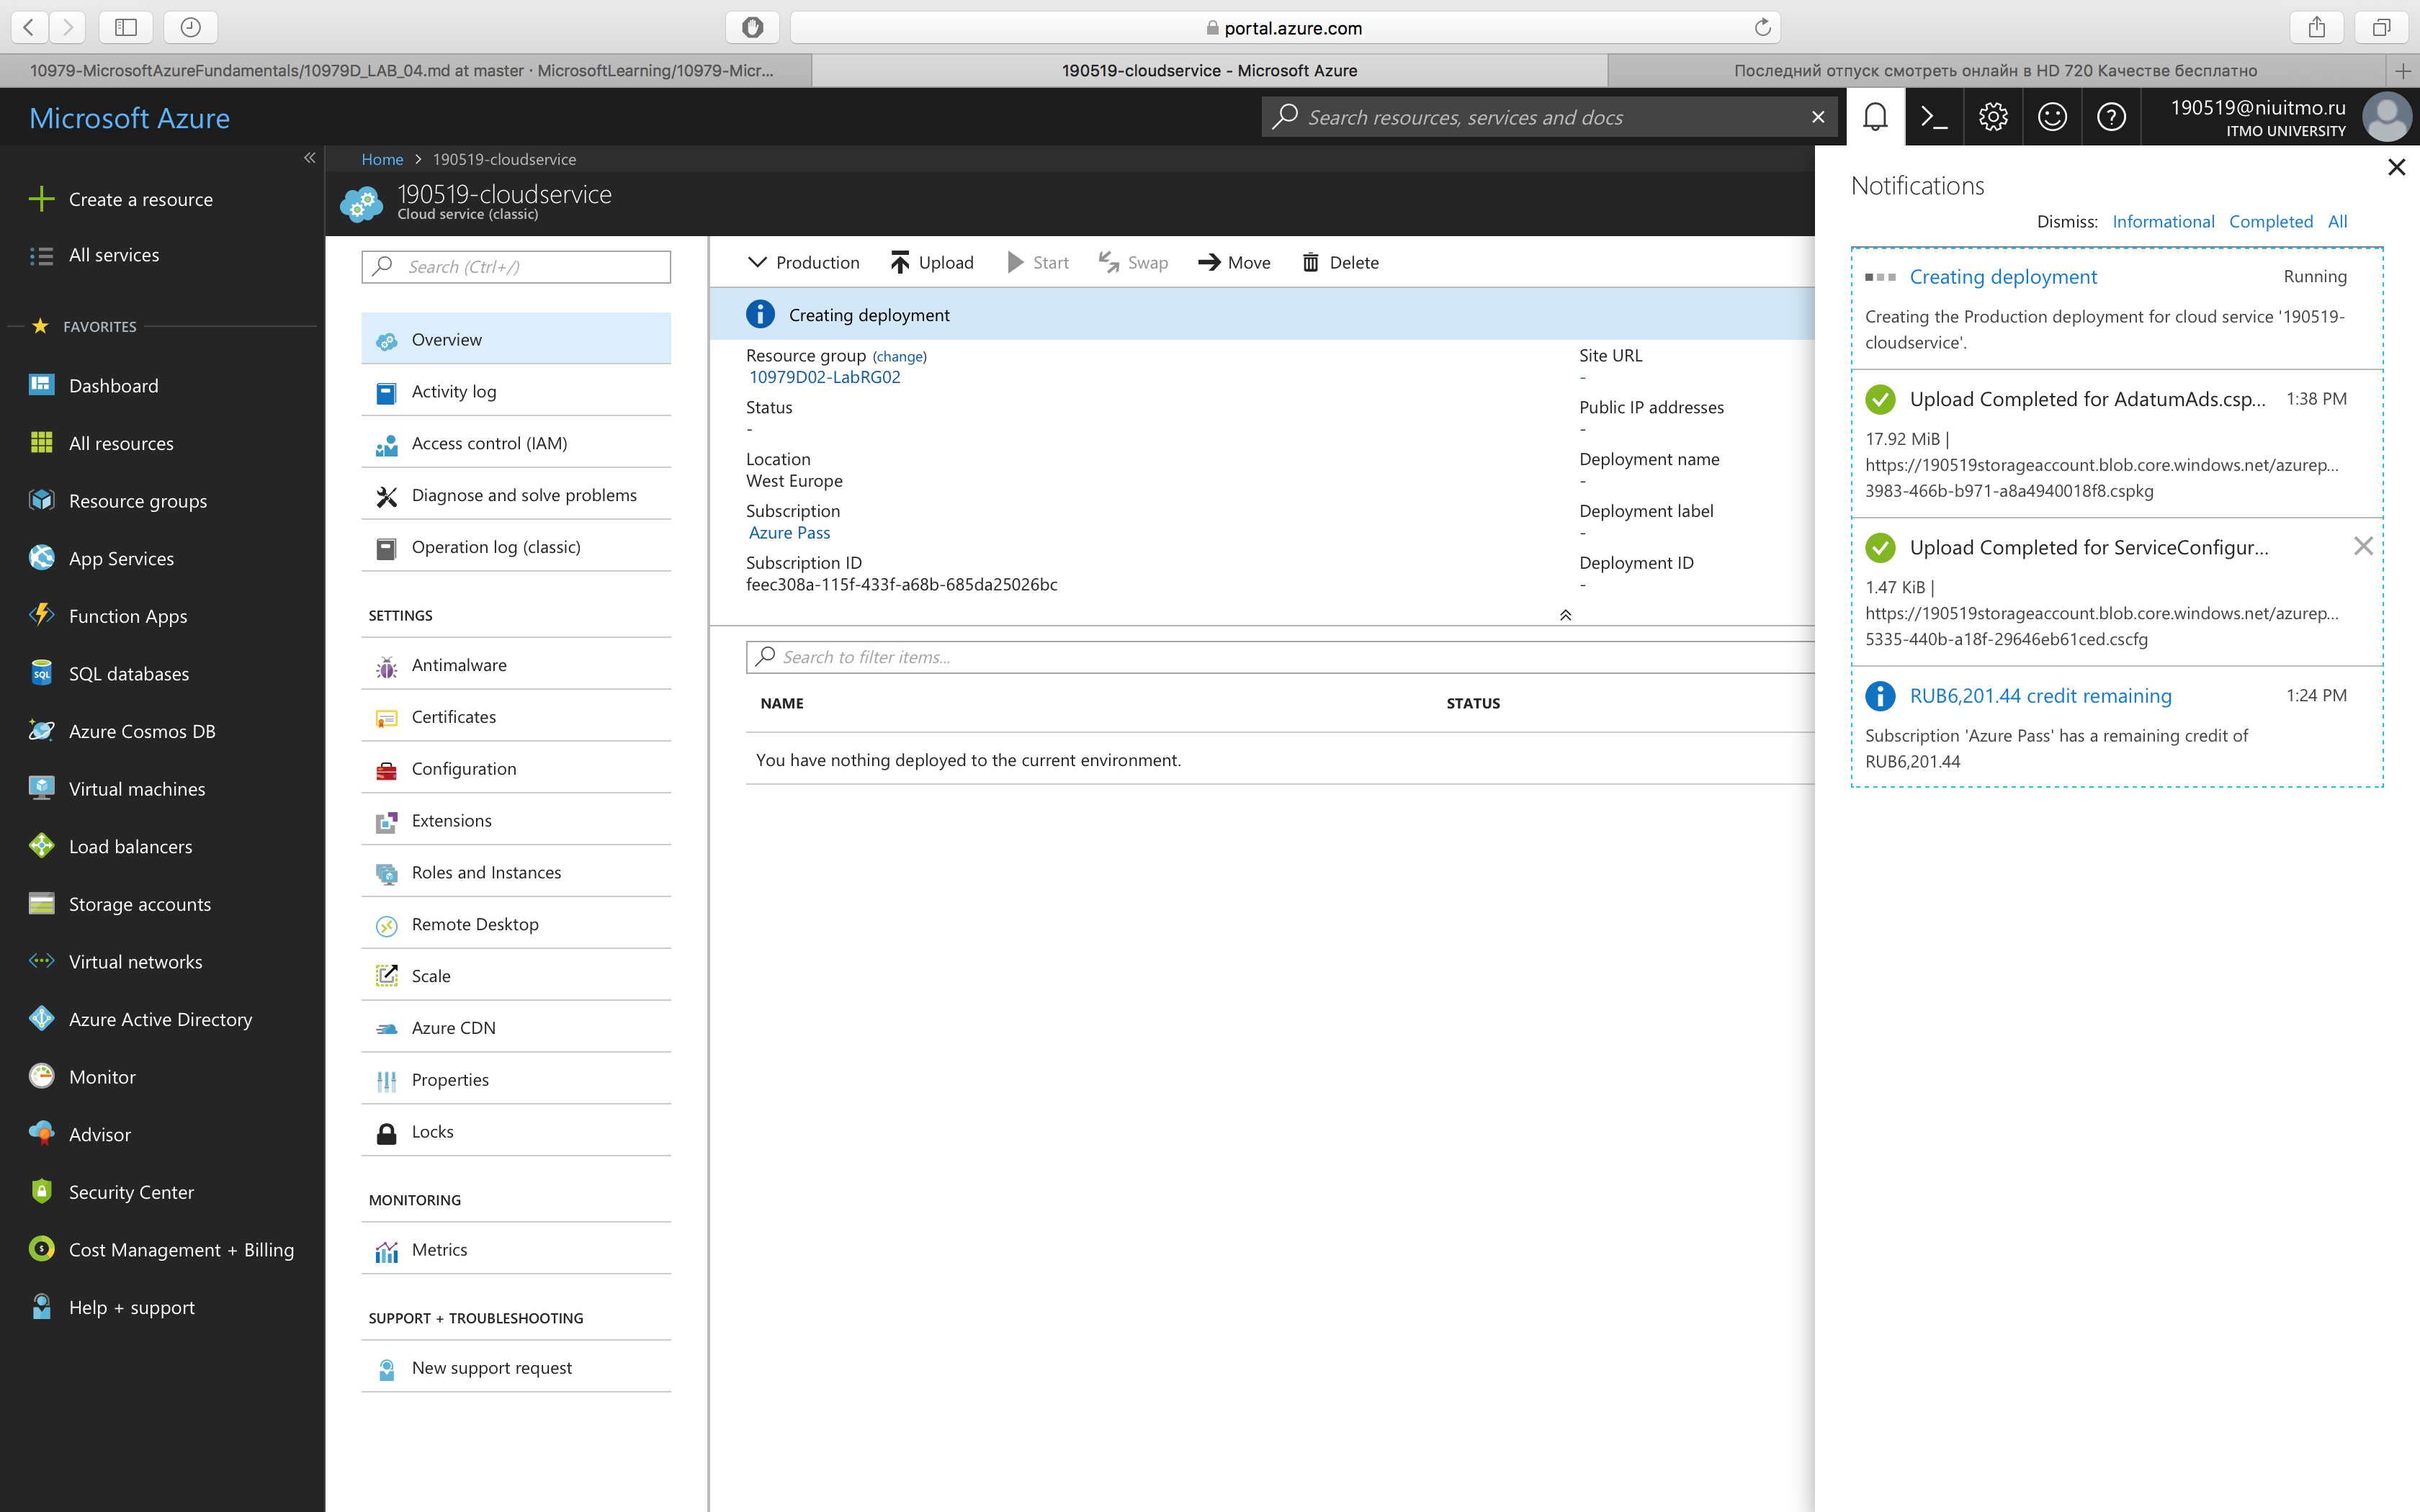 portal.azure.com
10979-MicrosoftAzureFundamentals/10979D_LAB_04.md at master · MicrosoftLearning/10979-Micr...
190519-cloudservice - Microsoft Azure
Последний отпуск смотреть онлайн в HD 720 Качестве бесплатно
Microsoft Azure
Search resources, services and docs
190519@niuitmo.ru
ITMO UNIVERSITY
Create a resource
All services
FAVORITES
Dashboard
All resources
Resource groups
App Services
Function Apps
SQL databases
Azure Cosmos DB
Virtual machines
Load balancers
Storage accounts
Virtual networks
Azure Active Directory
Monitor
Advisor
Security Center
Cost Management + Billing
Help + support
Home > 190519-cloudservice
190519-cloudservice
Cloud service (classic)
Search (Ctrl+/)
Overview
Activity log
Access control (IAM)
Diagnose and solve problems
Operation log (classic)
SETTINGS
Antimalware
Certificates
Configuration
Extensions
Roles and Instances
Remote Desktop
Scale
Azure CDN
Properties
Locks
MONITORING
Metrics
SUPPORT + TROUBLESHOOTING
New support request
Production Upload Start Swap Move Delete
Creating deployment
Resource group (change)
10979D02-LabRG02
Status
-
Location
West Europe
Subscription
Azure Pass
Subscription ID
feec308a-115f-433f-a68b-685da25026bc
Site URL
-
Public IP addresses
-
Deployment name
-
Deployment label
-
Deployment ID
-
Search to filter items...
NAME STATUS
You have nothing deployed to the current environment.
Notifications
Dismiss: Informational Completed All
Creating deployment Running
Creating the Production deployment for cloud service '190519-
cloudservice'.
Upload Completed for AdatumAds.csp... 1:38 PM
17.92 MiB |
https://190519storageaccount.blob.core.windows.net/azurep...
3983-466b-b971-a8a4940018f8.cspkg
Upload Completed for ServiceConfigur...
1.47 KiB |
https://190519storageaccount.blob.core.windows.net/azurep...
5335-440b-a18f-29646eb61ced.cscfg
RUB6,201.44 credit remaining 1:24 PM
Subscription 'Azure Pass' has a remaining credit of
RUB6,201.44